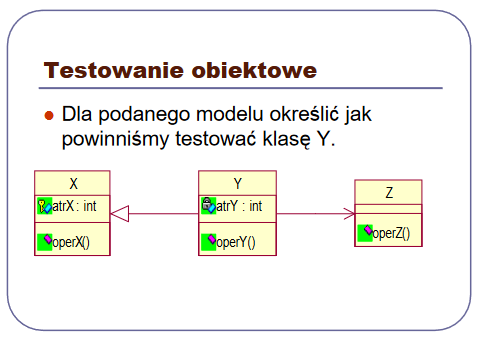 Testowanie obiektowe
Dla podanego modelu określić jak
powinniśmy testować klasę Y.
X
atrX : int
operX()
Y
atrY : int
operY()
Z
operZ()